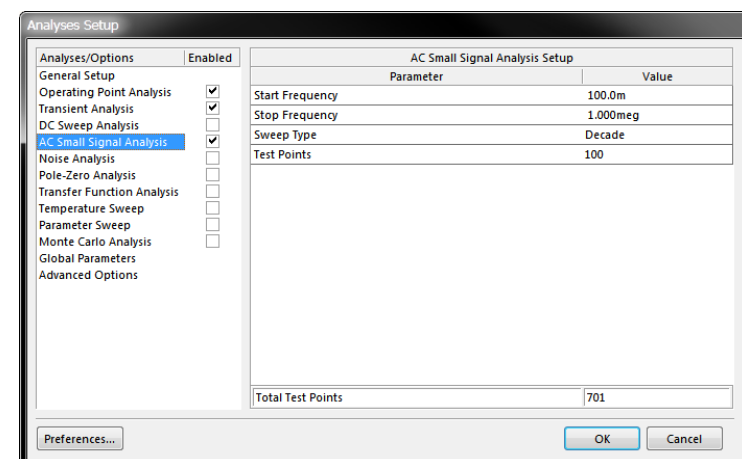 Analyses Setup
Analyses/Options Enabled
General Setup
Operating Point Analysis
Transient Analysis
DC Sweep Analysis
AC Small Signal Analysis
Noise Analysis
Pole-Zero Analysis
Transfer Function Analysis
Temperature Sweep
Parameter Sweep
Monte Carlo Analysis
Global Parameters
Advanced Options
AC Small Signal Analysis Setup
Parameter Value
Start Frequency 100.0m
Stop Frequency 1.000meg
Sweep Type Decade
Test Points 100
Total Test Points 701
Preferences... OK Cancel